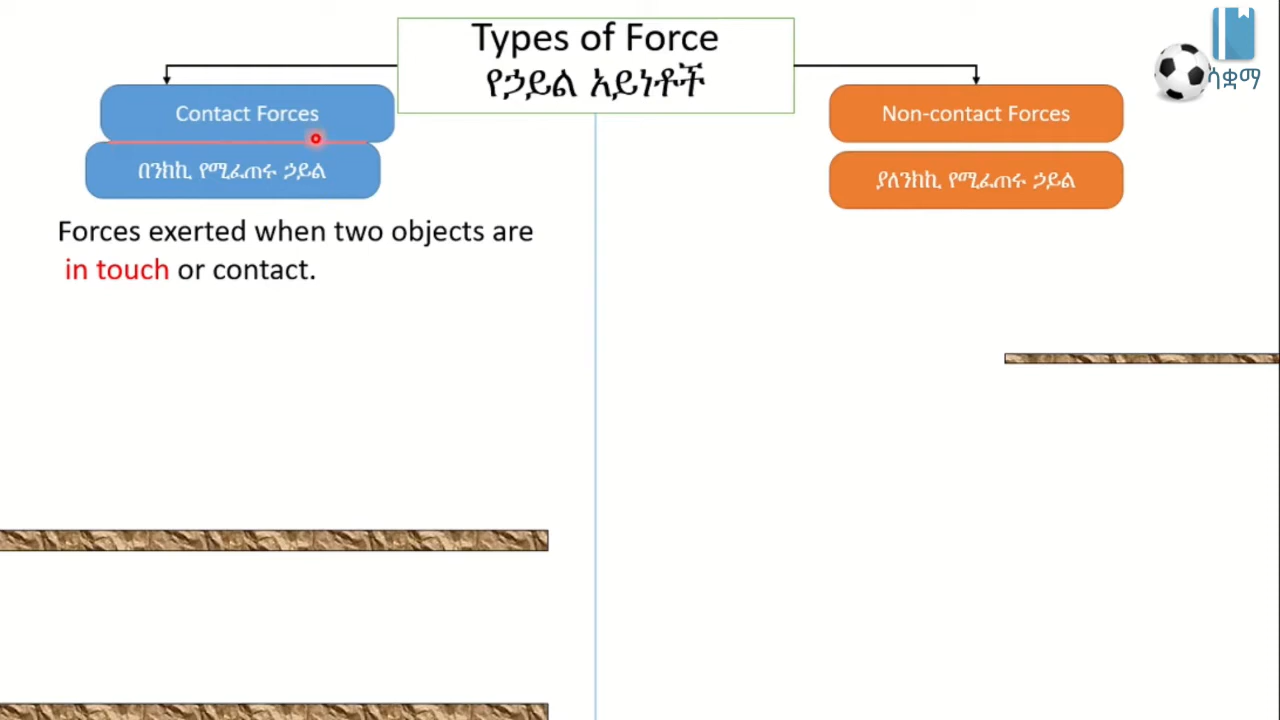 Types of Force
የኃይል አይነቶች
Contact Forces
በንክኪ የሚፈጠሩ ኃይል
Forces exerted when two objects are
in touch or contact.
Non-contact Forces
ያለንክኪ የሚፈጠሩ ኃይል
ሳቋማ